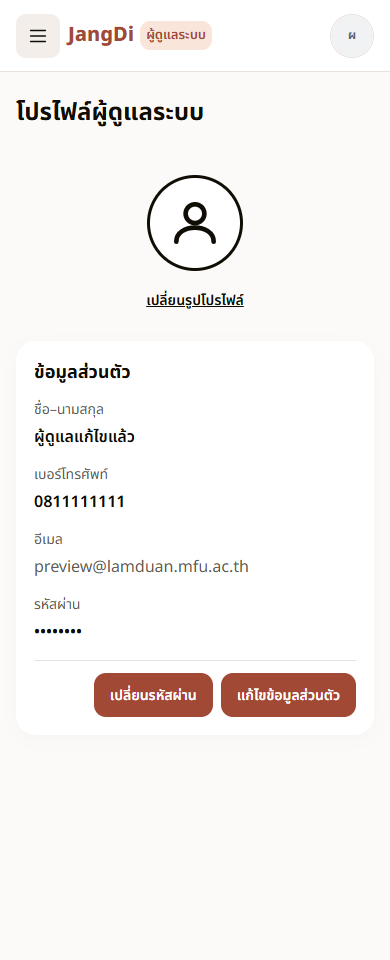 JangDi ผู้ดูแลระบบ ผ
โปรไฟล์ผู้ดูแลระบบ
เปลี่ยนรูปโปรไฟล์
ข้อมูลส่วนตัว
ชื่อ–นามสกุล
ผู้ดูแลแก้ไขแล้ว
เบอร์โทรศัพท์
0811111111
อีเมล
preview@lamduan.mfu.ac.th
รหัสผ่าน
••••••••
เปลี่ยนรหัสผ่าน แก้ไขข้อมูลส่วนตัว